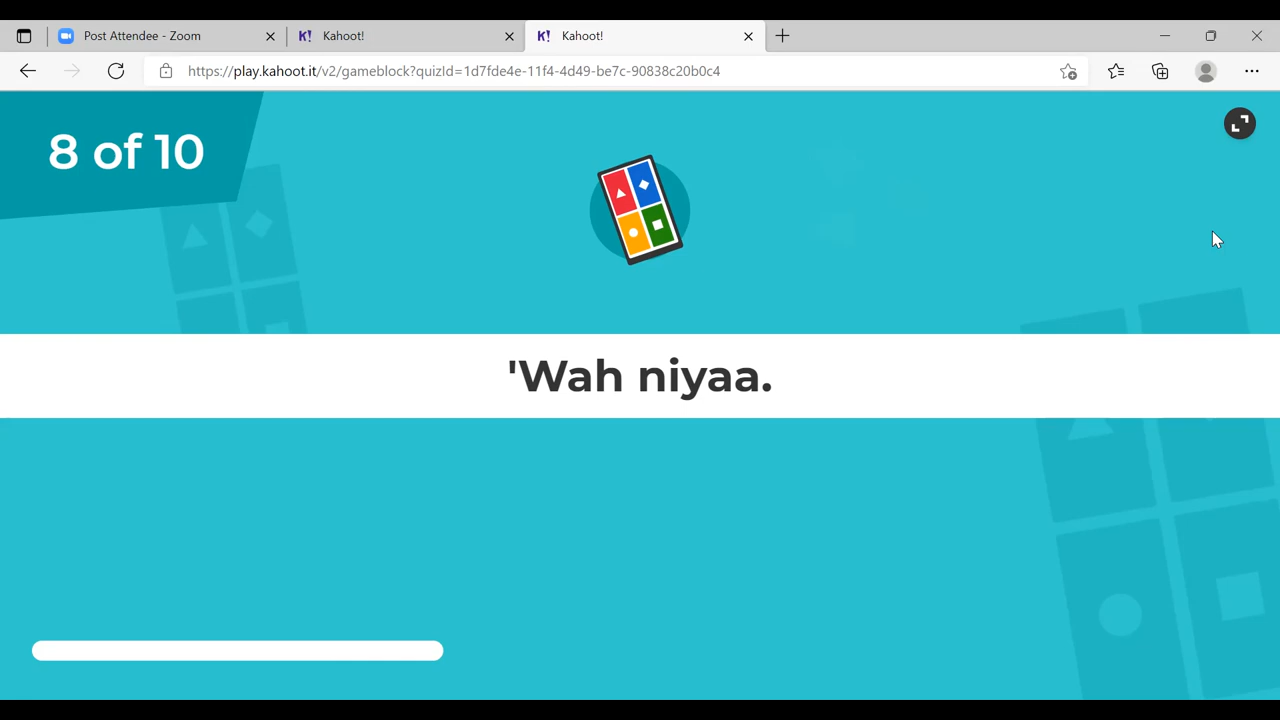 Post Attendee - Zoom
K! Kahoot!
K! Kahoot!
https://play.kahoot.it/v2/gameblock?quizId=1d7fde4e-11f4-4d49-be7c-90838c20b0c4
8 of 10
'Wah niyaa.